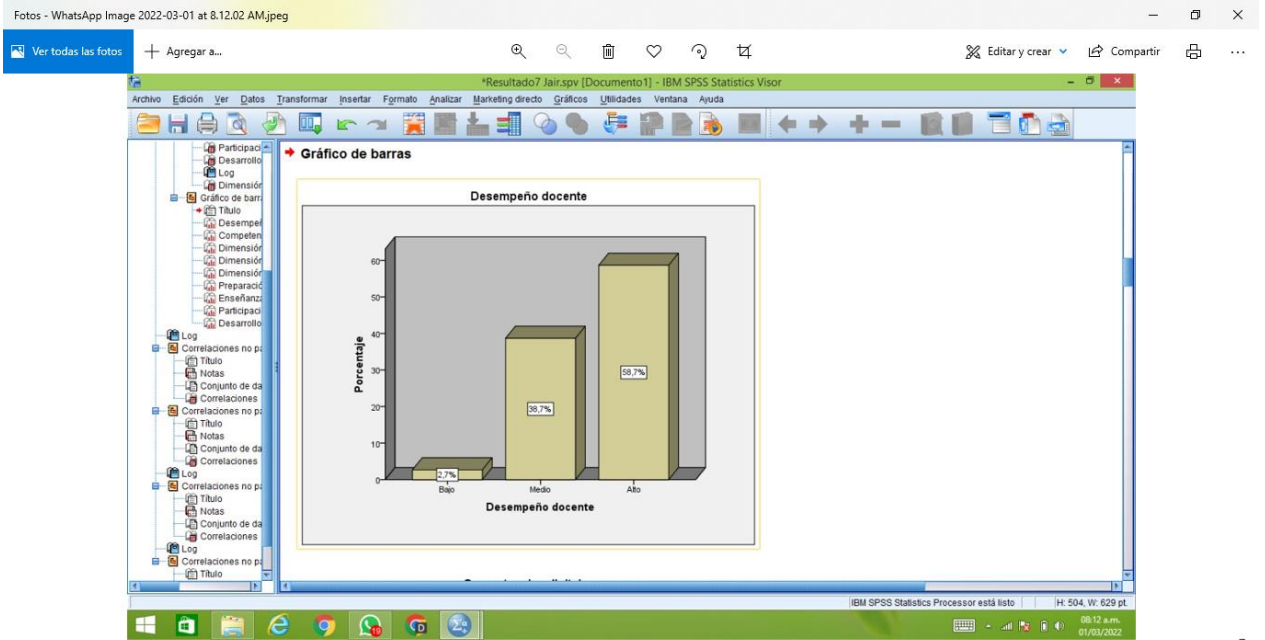 Fotos - WhatsApp Image 2022-03-01 at 8.12.02 AM.jpeg
Ver todas las fotos
Agregar a...
Editar y crear
Compartir
*Resultado7 Jair.spv [Documento1] - IBM SPSS Statistics Visor
Archivo Edición Ver Datos Transformar Insertar Formato Analizar Marketing directo Gráficos Utilidades Ventana Ayuda
Participaci
Desarrollo
Log
Dimensión
Gráfico de barr
Título
Desempeñ
Competen
Dimensión
Dimensión
Dimensión
Preparació
Enseñanza
Participaci
Desarrollo
Log
Correlaciones no pa
Título
Notas
Conjunto de da
Correlaciones
Correlaciones no pa
Título
Notas
Conjunto de da
Correlaciones
Log
Correlaciones no pa
Título
Notas
Conjunto de da
Correlaciones
Log
Correlaciones no pa
Título
Gráfico de barras
Desempeño docente
Porcentaje
60
50
40
30
20
10
0
2,7%
38,7%
58,7%
Bajo Medio Alto
Desempeño docente
IBM SPSS Statistics Processor está listo
H: 504, W: 629 pt.
08:12 a.m.
01/03/2022